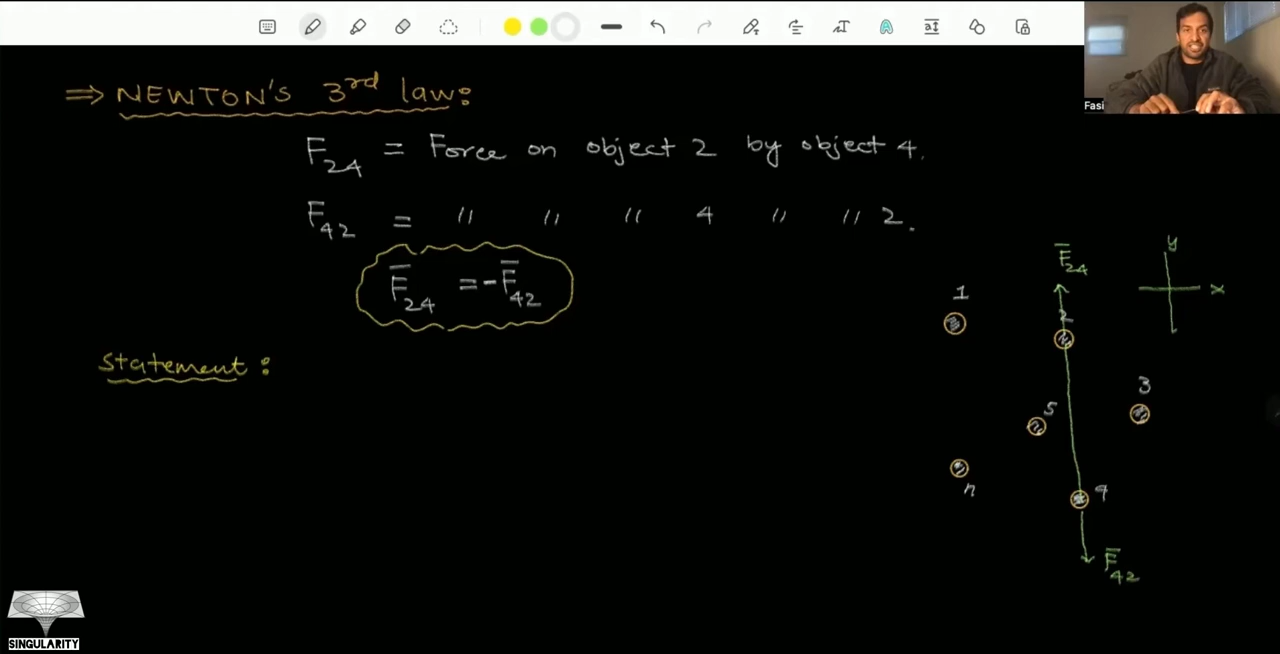 ⇒ NEWTON'S 3rd law:
F24 = Force on object 2 by object 4.
F42 = " " " 4 " " 2.
F̄24 = -F̄42
Statement:
F̄24
y
x
1
2
3
5
n
4
F̄42
Fasi
SINGULARITY